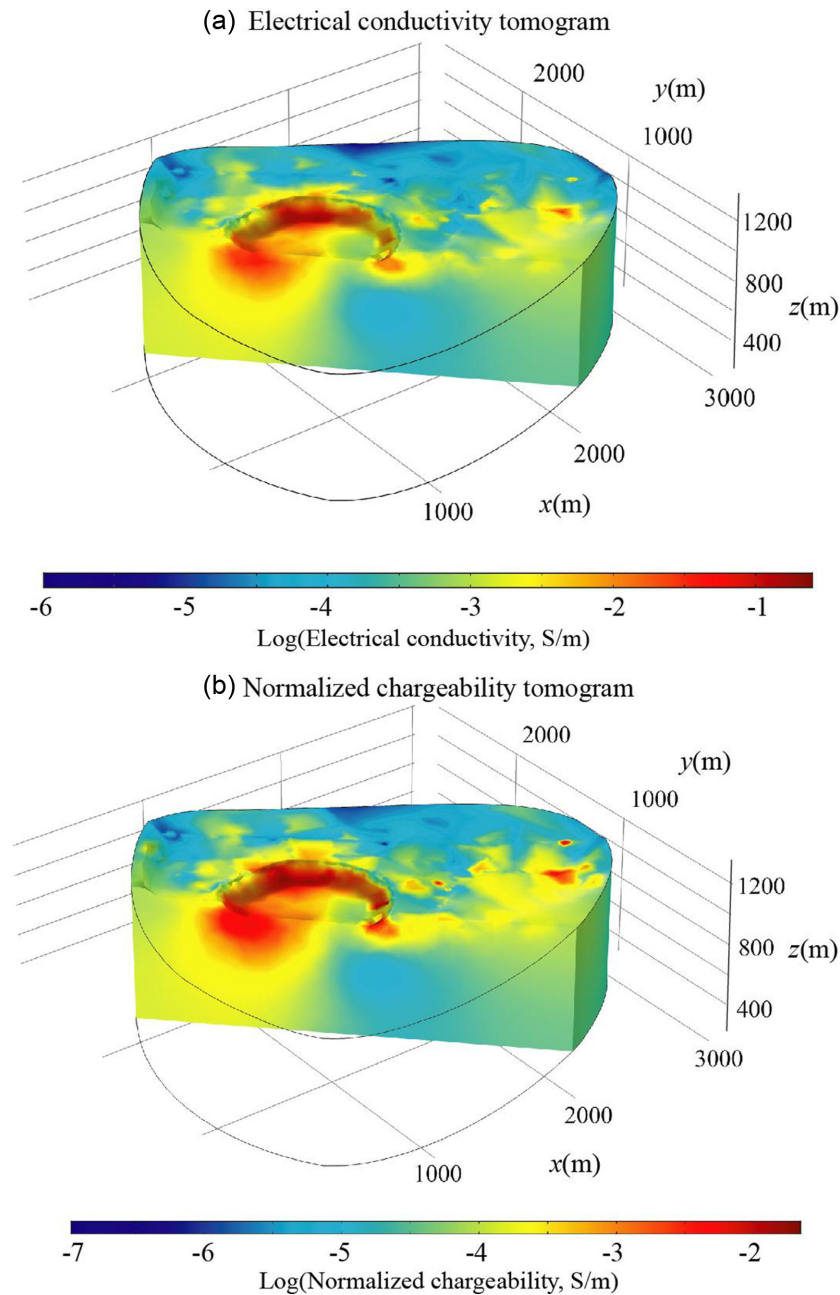 (a) Electrical conductivity tomogram
2000
y(m)
1000
1200
800
z(m)
400
3000
2000
x(m)
1000
-6 -5 -4 -3 -2 -1
Log(Electrical conductivity, S/m)
(b) Normalized chargeability tomogram
2000
y(m)
1000
1200
800
z(m)
400
3000
2000
x(m)
1000
-7 -6 -5 -4 -3 -2
Log(Normalized chargeability, S/m)